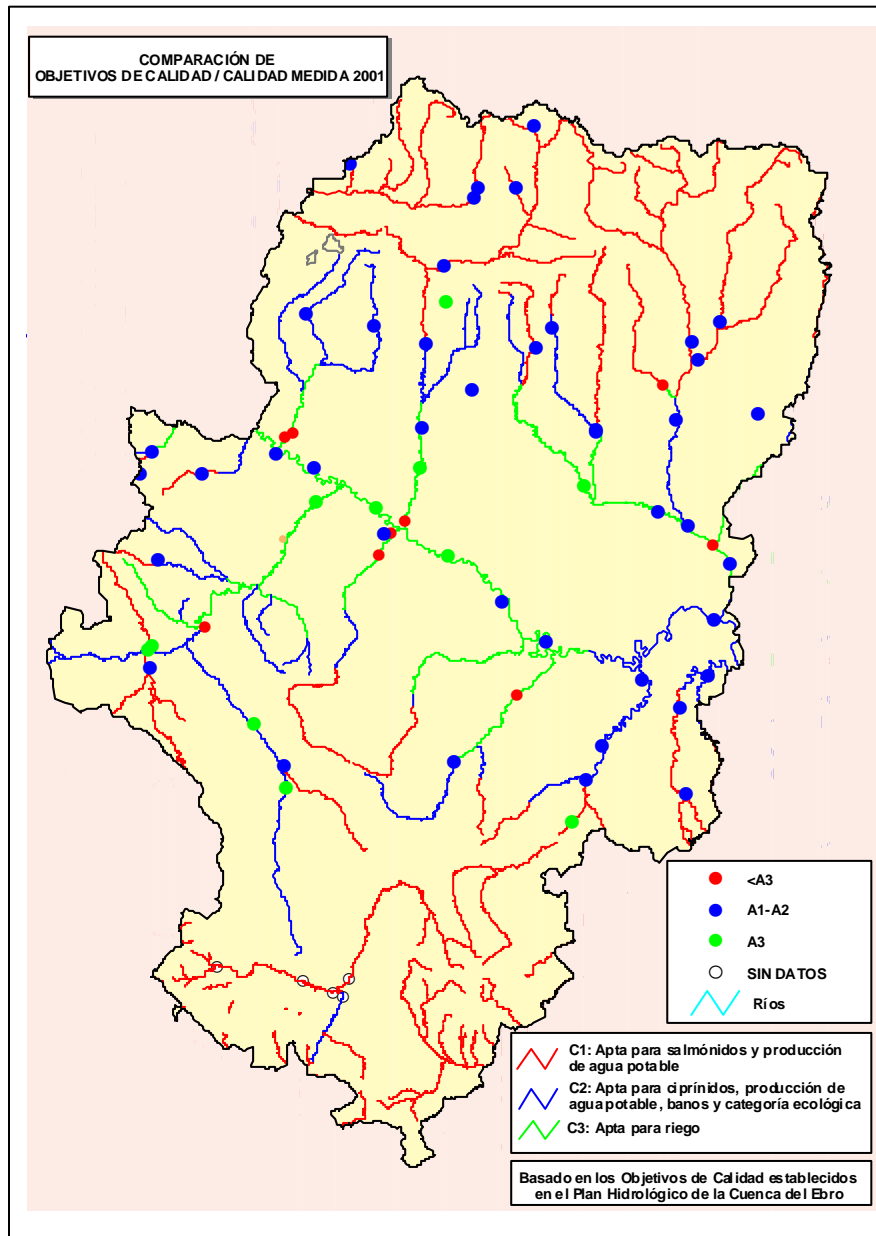 COMPARACIÓN DE
OBJETIVOS DE CALIDAD / CALIDAD MEDIDA 2001
<A3
A1-A2
A3
SIN DATOS
Ríos
C1: Apta para salmónidos y producción
de agua potable
C2: Apta para ciprínidos, producción de
agua potable, banos y categoría ecológica
C3: Apta para riego
Basado en los Objetivos de Calidad establecidos
en el Plan Hidrológico de la Cuenca del Ebro